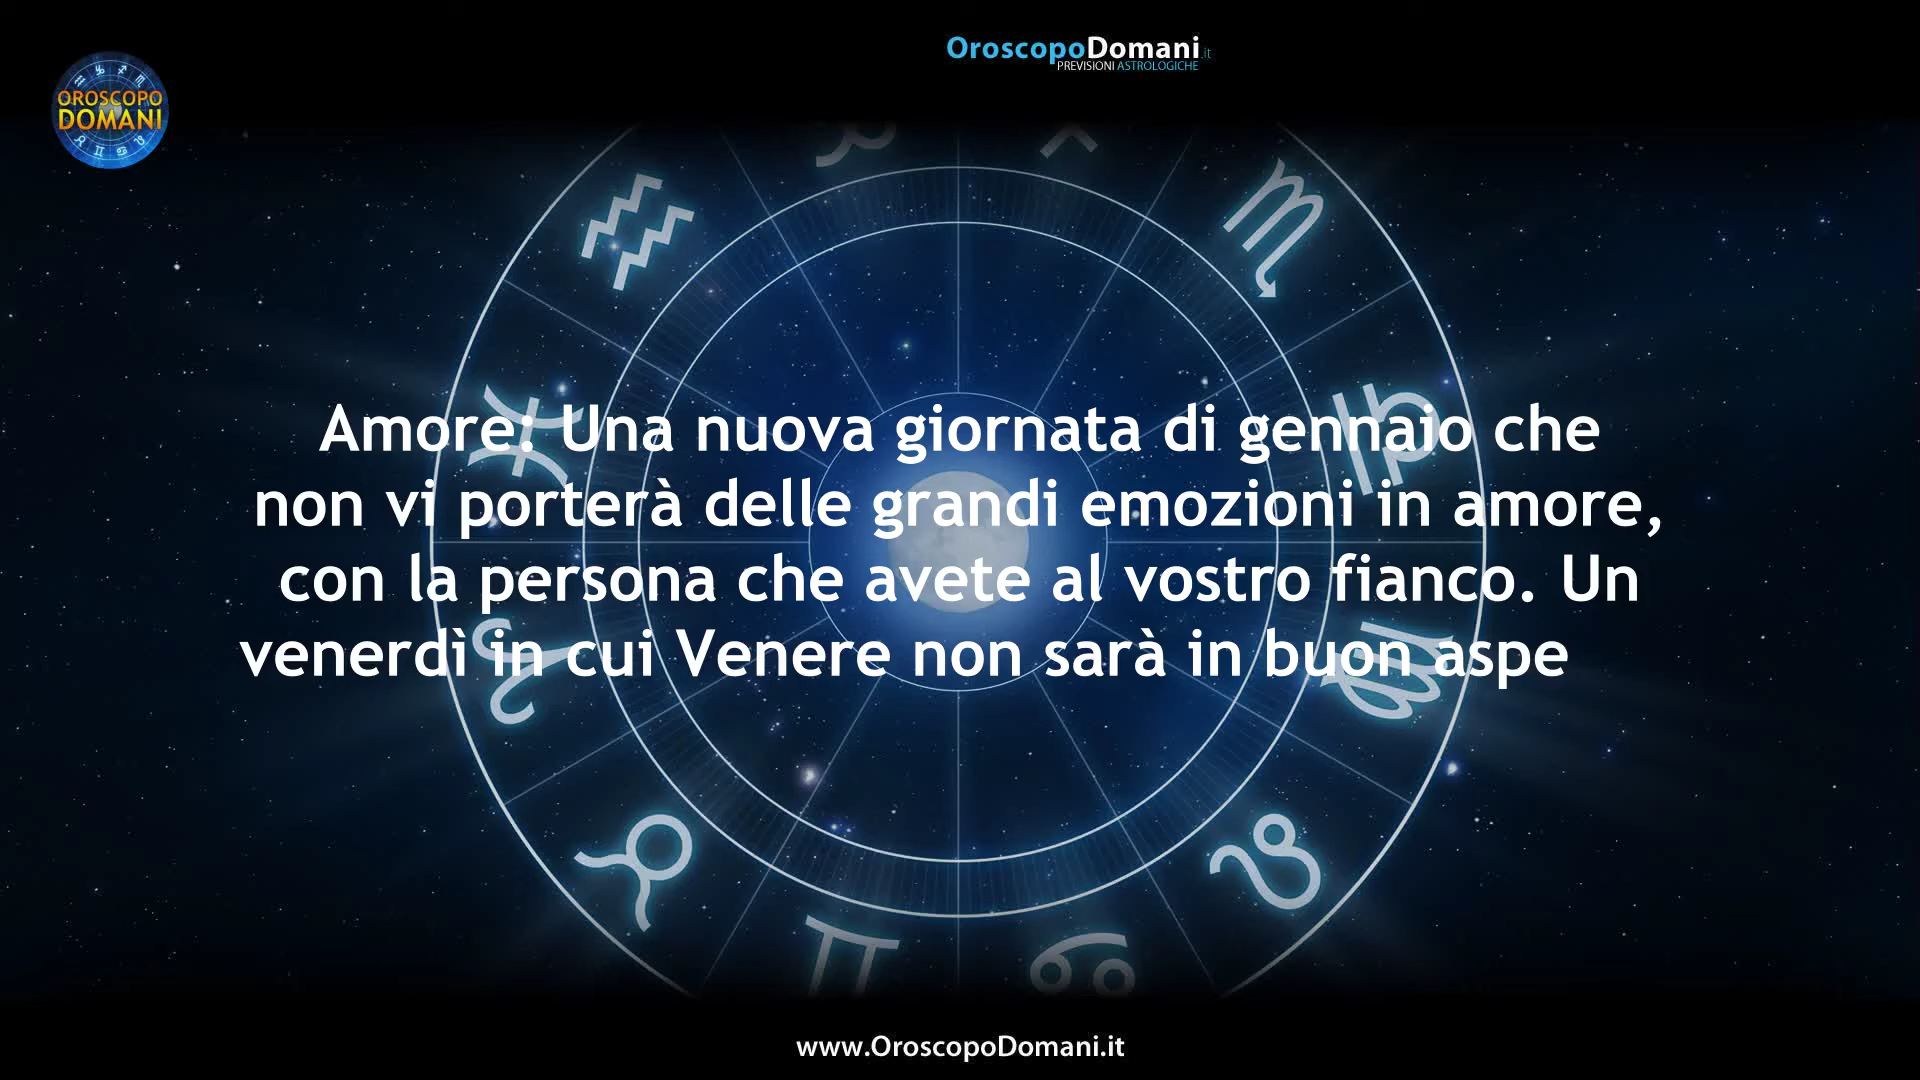 OroscopoDomani.it
PREVISIONI ASTROLOGICHE
OROSCOPO
DOMANI
Amore: Una nuova giornata di gennaio che
non vi porterà delle grandi emozioni in amore,
con la persona che avete al vostro fianco. Un
venerdì in cui Venere non sarà in buon aspe
www.OroscopoDomani.it